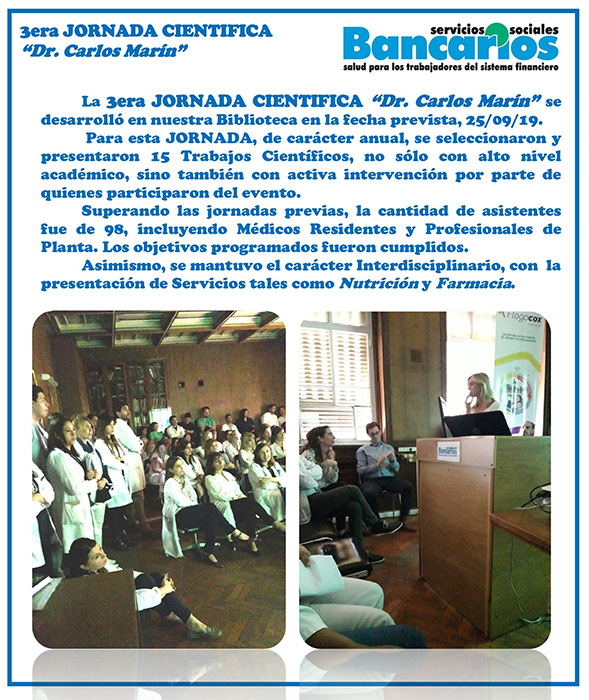 3era JORNADA CIENTIFICA
“Dr. Carlos Marín”
servicios sociales
Bancarios
salud para los trabajadores del sistema financiero
La 3era JORNADA CIENTIFICA “Dr. Carlos Marín” se
desarrolló en nuestra Biblioteca en la fecha prevista, 25/09/19.
Para esta JORNADA, de carácter anual, se seleccionaron y
presentaron 15 Trabajos Científicos, no sólo con alto nivel
académico, sino también con activa intervención por parte de
quienes participaron del evento.
Superando las jornadas previas, la cantidad de asistentes
fue de 98, incluyendo Médicos Residentes y Profesionales de
Planta. Los objetivos programados fueron cumplidos.
Asimismo, se mantuvo el carácter Interdisciplinario, con la
presentación de Servicios tales como Nutrición y Farmacia.
Flogocox
Bancarios